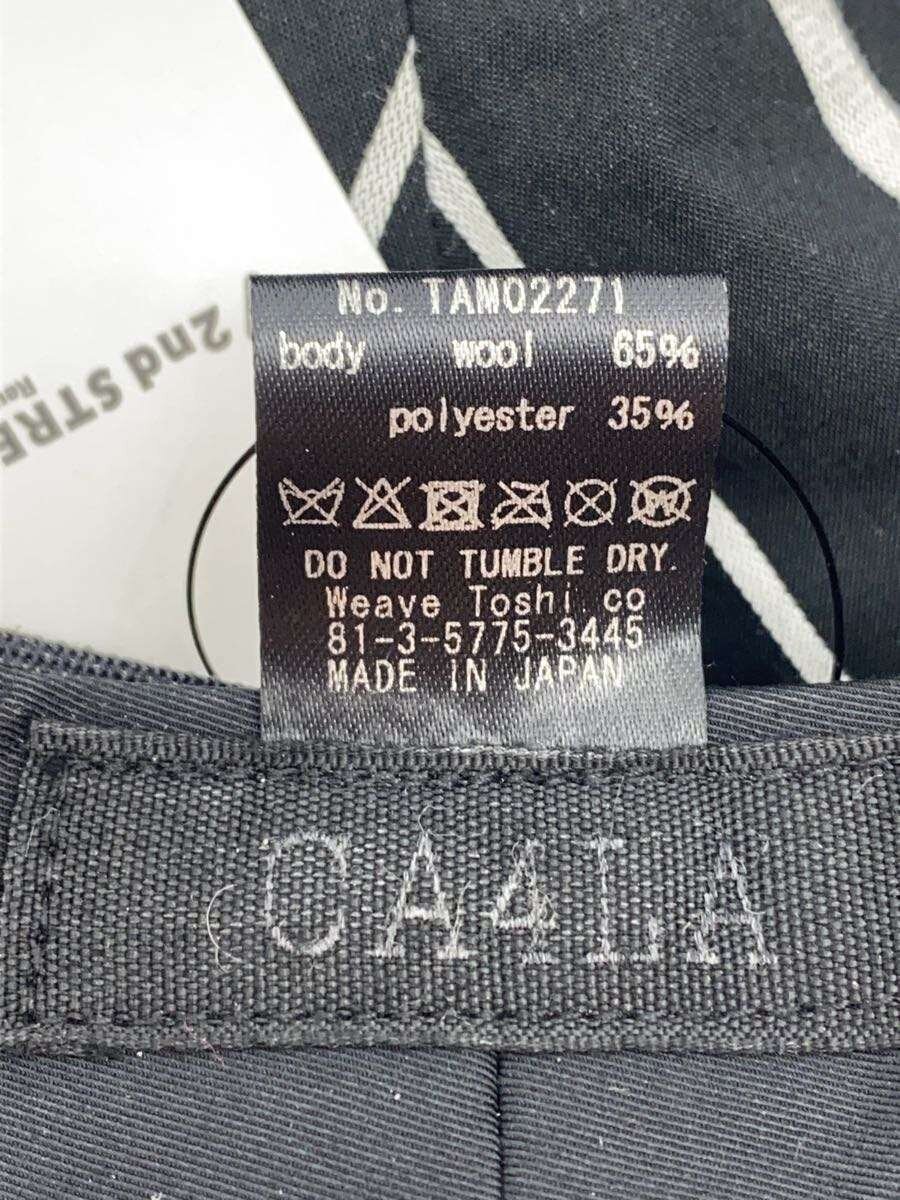 No. TAM02271
body wool 65%
polyester 35%
DO NOT TUMBLE DRY.
Weave Toshi co
81-3-5775-3445
MADE IN JAPAN
CA4LA
2nd STRE